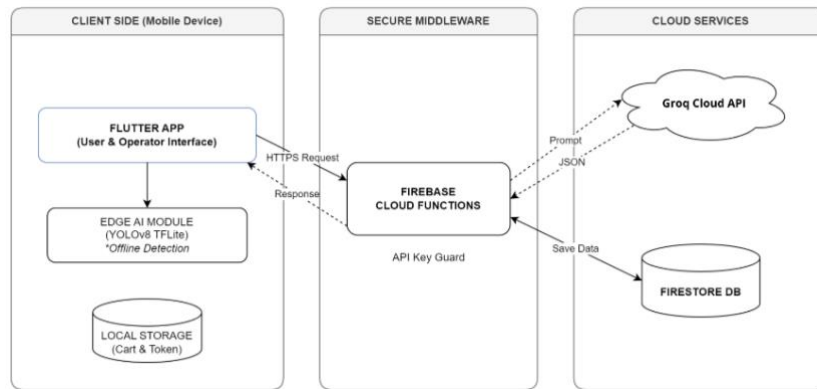 CLIENT SIDE (Mobile Device)
FLUTTER APP
(User & Operator Interface)
EDGE AI MODULE
(YOLOv8 TFLite)
*Offline Detection
LOCAL STORAGE
(Cart & Token)
HTTPS Request
Response
SECURE MIDDLEWARE
FIREBASE
CLOUD FUNCTIONS
API Key Guard
Prompt
JSON
Save Data
CLOUD SERVICES
Groq Cloud API
FIRESTORE DB